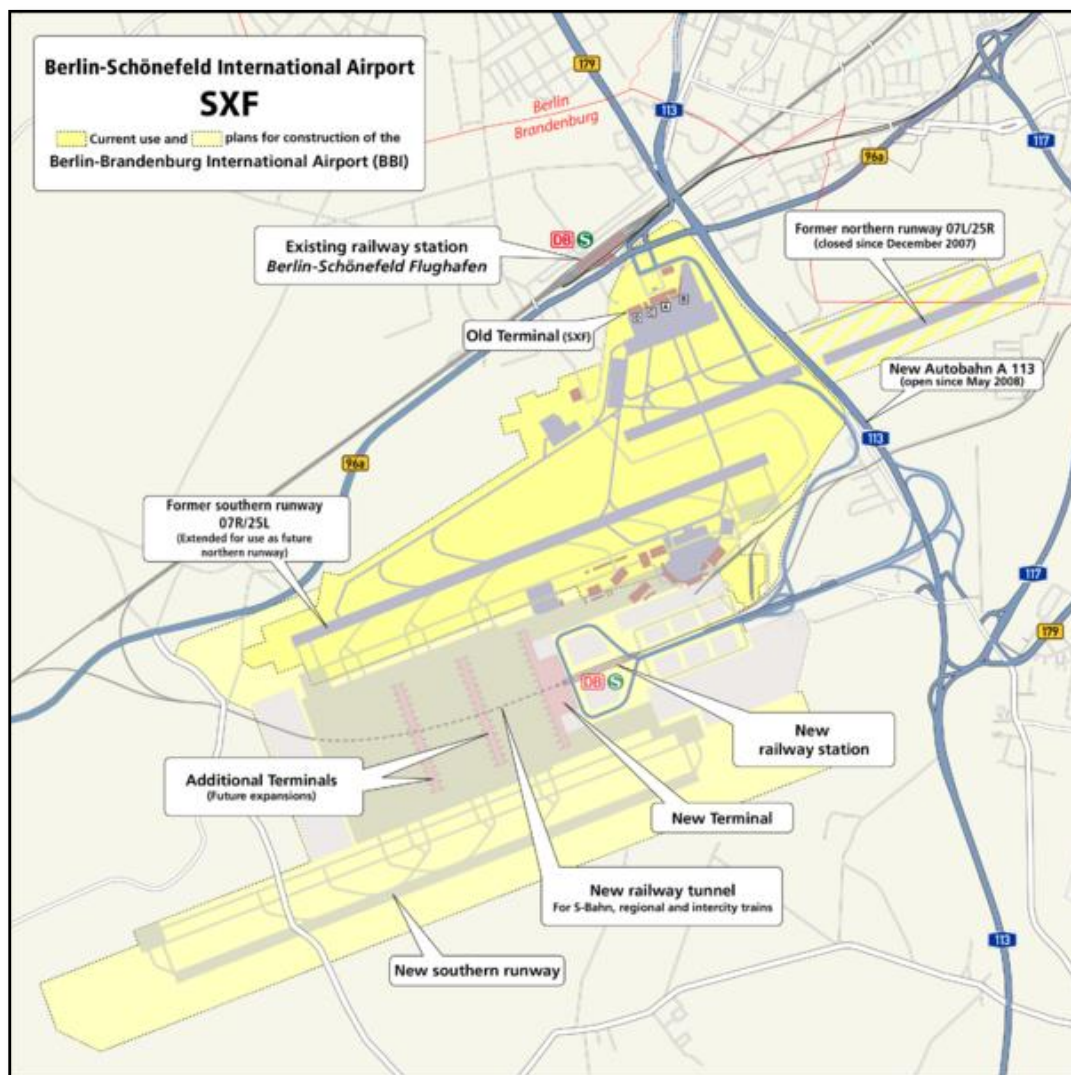 Berlin-Schönefeld International Airport
SXF
Current use and plans for construction of the
Berlin-Brandenburg International Airport (BBI)
179
113
Berlin
Brandenburg
117
96a
DB S
Existing railway station
Berlin-Schönefeld Flughafen
Former northern runway 07L/25R
(closed since December 2007)
Old Terminal (SXF)
A
B
New Autobahn A 113
(open since May 2008)
113
96a
Former southern runway
07R/25L
(Extended for use as future
northern runway)
117
179
DB S
New
railway station
Additional Terminals
(Future expansions)
New Terminal
New railway tunnel
For S-Bahn, regional and intercity trains
113
New southern runway